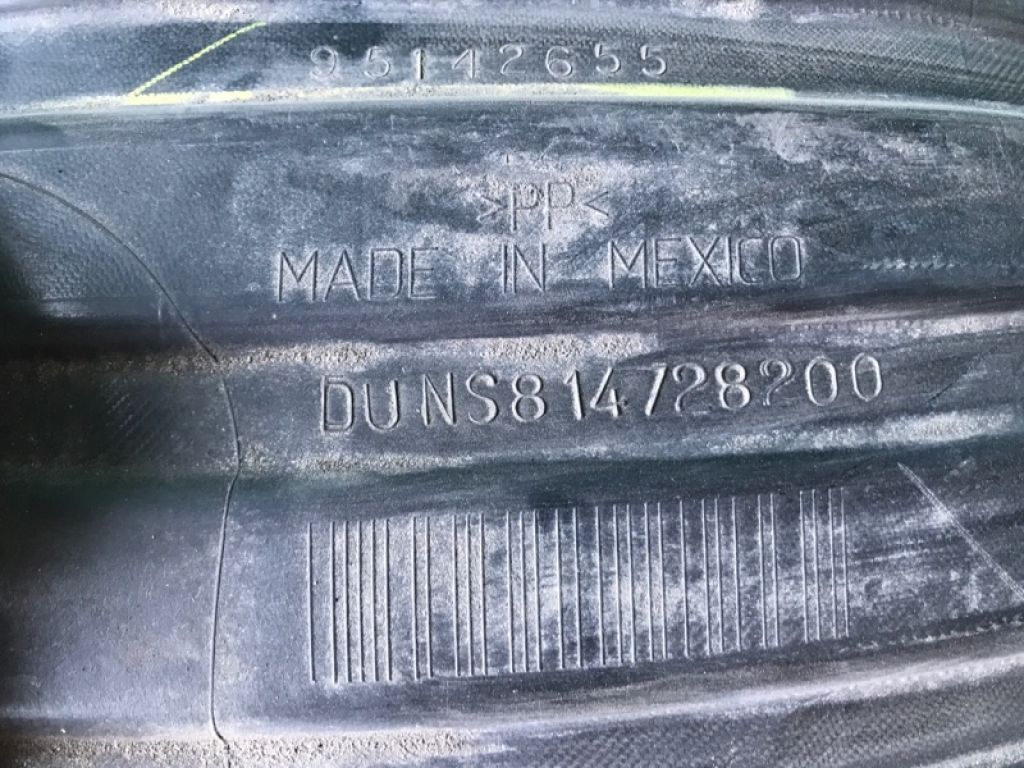 95142655
>PP<
MADE IN MEXICO
DUNS814728200